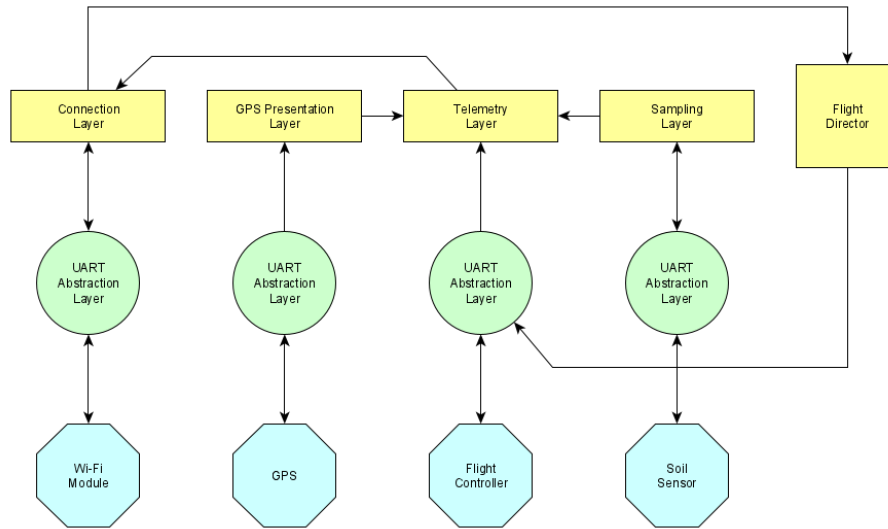 Connection
Layer
GPS Presentation
Layer
Telemetry
Layer
Sampling
Layer
Flight
Director
UART
Abstraction
Layer
UART
Abstraction
Layer
UART
Abstraction
Layer
UART
Abstraction
Layer
Wi-Fi
Module
GPS
Flight
Controller
Soil
Sensor